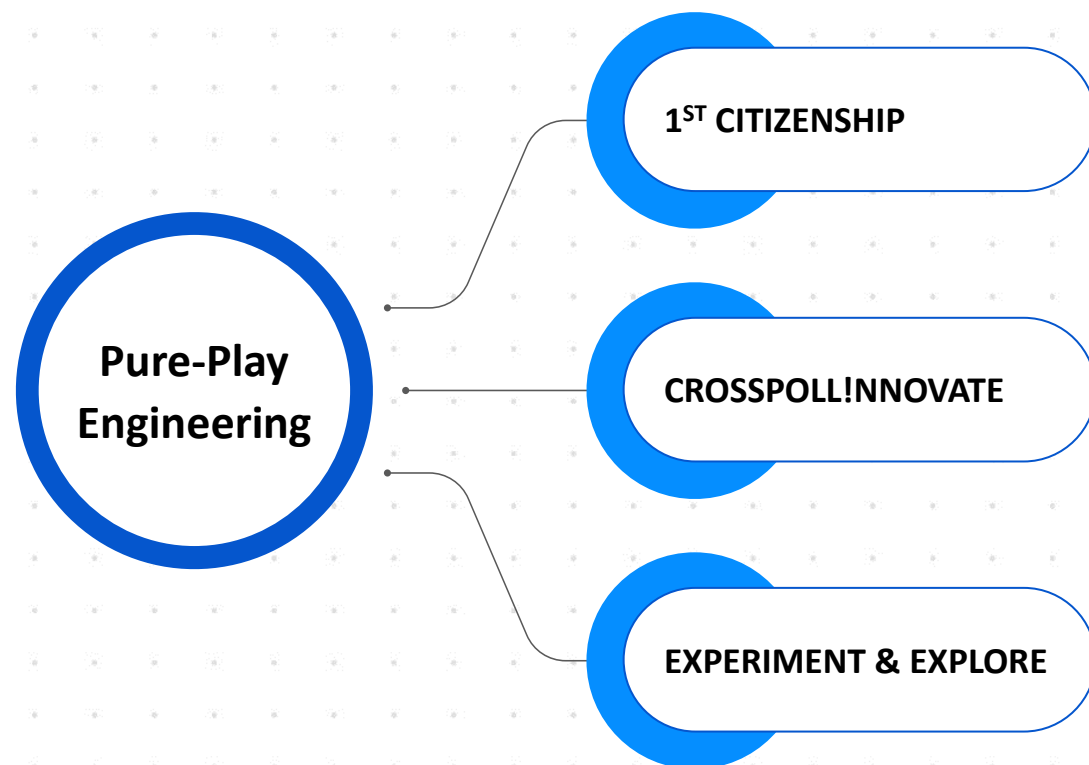 1ST CITIZENSHIP
Pure-Play
Engineering
CROSSPOLL!NNOVATE
EXPERIMENT & EXPLORE